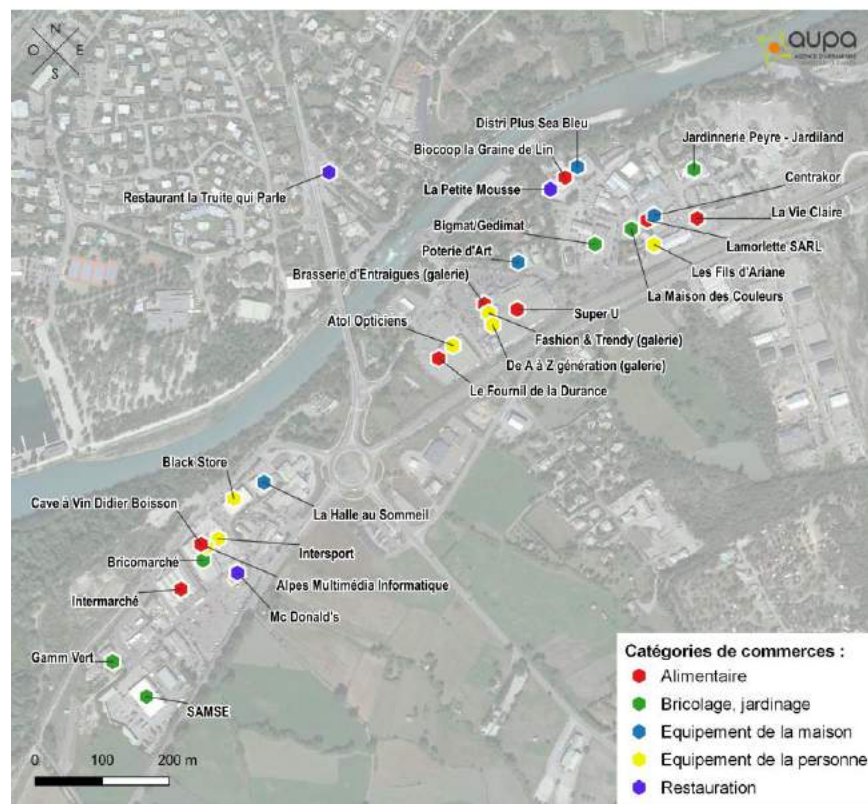 N
O E
S
aupa
AGENCE D'URBANISME
Distri Plus Sea Bleu
Biocoop la Graine de Lin
Jardinnerie Peyre - Jardiland
Restaurant la Truite qui Parle
La Petite Mousse
Centrakor
Bigmat/Gedimat
La Vie Claire
Poterie d'Art
Lamorlette SARL
Les Fils d'Ariane
Brasserie d'Entraigues (galerie)
La Maison des Couleurs
Super U
Atol Opticiens
Fashion & Trendy (galerie)
De A à Z génération (galerie)
Le Fournil de la Durance
Black Store
Cave à Vin Didier Boisson
La Halle au Sommeil
Intersport
Bricomarché
Alpes Multimédia Informatique
Intermarché
Mc Donald's
Gamm Vert
SAMSE
Catégories de commerces :
Alimentaire
Bricolage, jardinage
Equipement de la maison
Equipement de la personne
Restauration
0 100 200 m